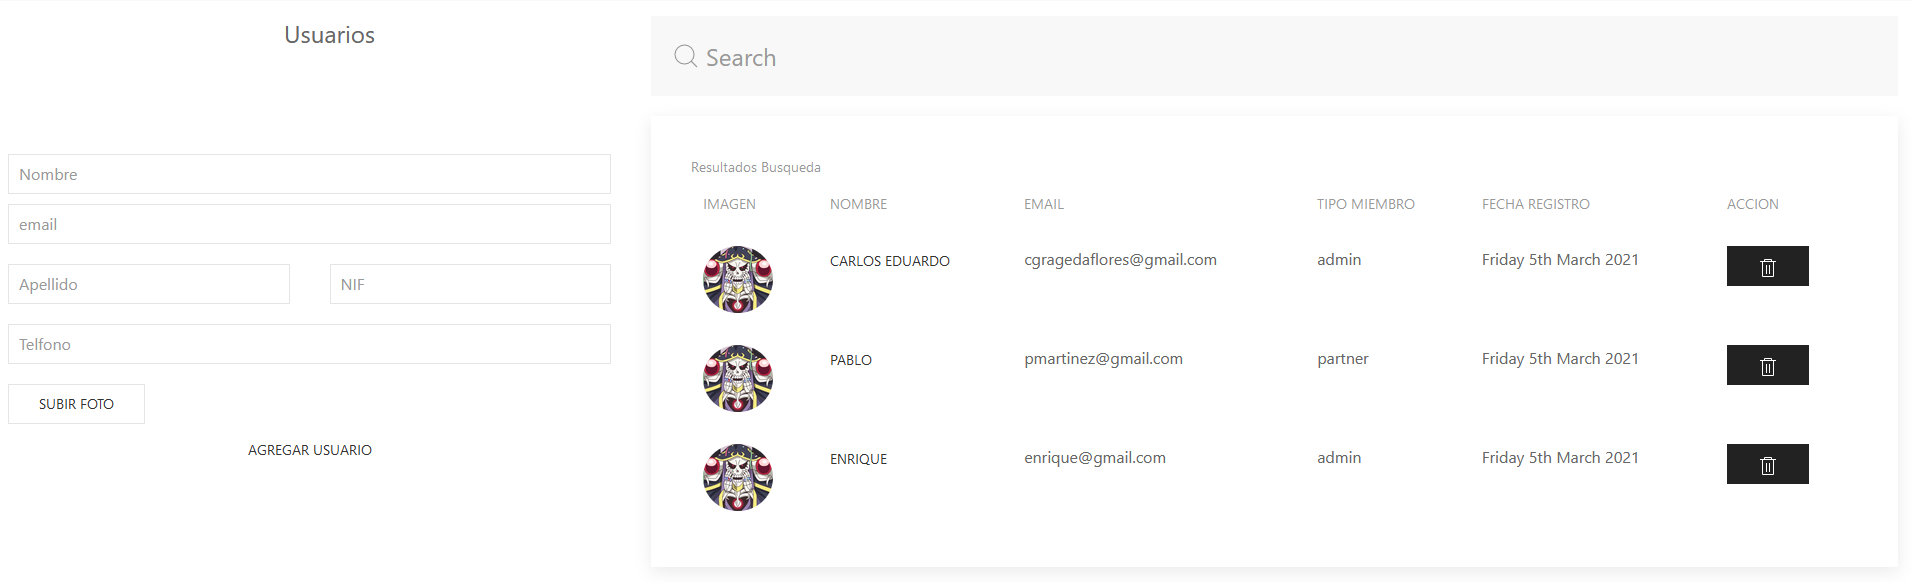 Usuarios
Nombre
email
Apellido NIF
Telfono
SUBIR FOTO
AGREGAR USUARIO
Search
Resultados Busqueda
IMAGEN NOMBRE EMAIL TIPO MIEMBRO FECHA REGISTRO ACCION
CARLOS EDUARDO cgragedaflores@gmail.com admin Friday 5th March 2021
PABLO pmartinez@gmail.com partner Friday 5th March 2021
ENRIQUE enrique@gmail.com admin Friday 5th March 2021